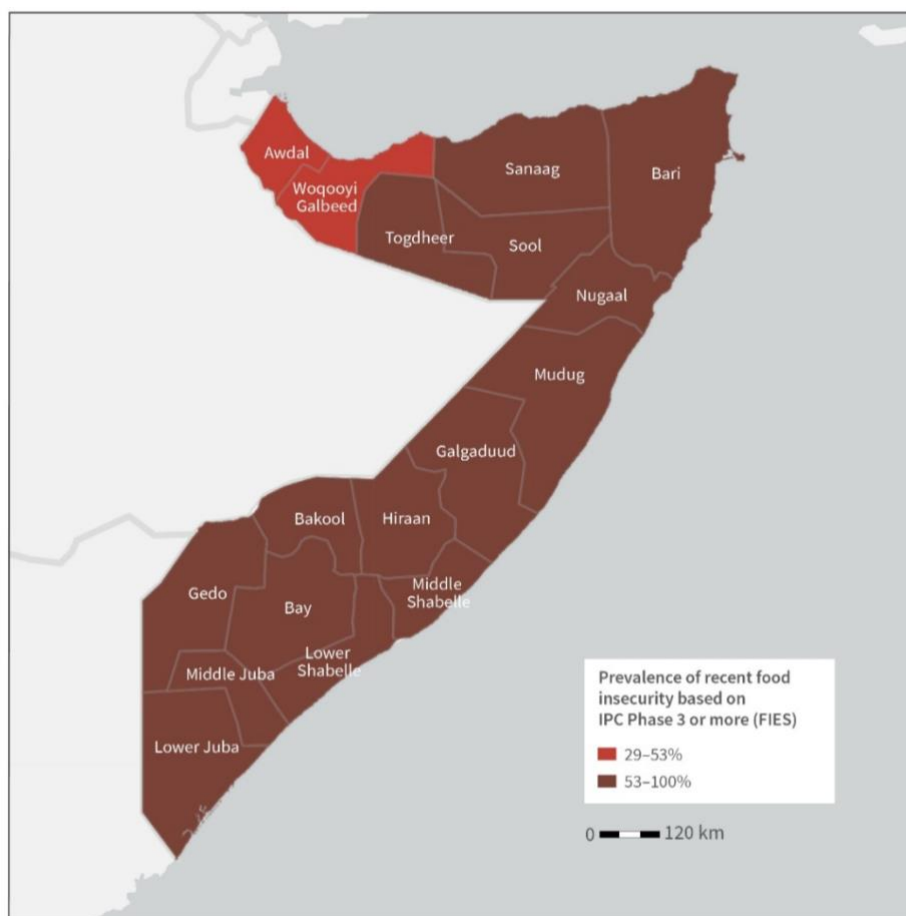 Awdal
Woqooyi
Galbeed
Togdheer
Sanaag
Sool
Bari
Nugaal
Mudug
Galgaduud
Hiraan
Bakool
Gedo
Bay
Middle
Shabelle
Lower
Shabelle
Middle Juba
Lower Juba
Prevalence of recent food
insecurity based on
IPC Phase 3 or more (FIES)
29–53%
53–100%
0 120 km